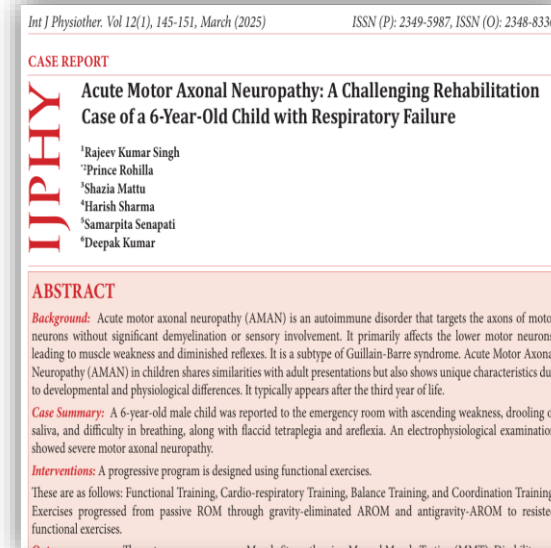 Int J Physiother. Vol 12(1), 145-151, March (2025) ISSN (P): 2349-5987, ISSN (O): 2348-8336
CASE REPORT
IJPHY
Acute Motor Axonal Neuropathy: A Challenging Rehabilitation
Case of a 6-Year-Old Child with Respiratory Failure
¹Rajeev Kumar Singh
*²Prince Rohilla
³Shazia Mattu
⁴Harish Sharma
⁵Samarpita Senapati
⁶Deepak Kumar
ABSTRACT
Background: Acute motor axonal neuropathy (AMAN) is an autoimmune disorder that targets the axons of moto
neurons without significant demyelination or sensory involvement. It primarily affects the lower motor neurons
leading to muscle weakness and diminished reflexes. It is a subtype of Guillain-Barre syndrome. Acute Motor Axona
Neuropathy (AMAN) in children shares similarities with adult presentations but also shows unique characteristics du
to developmental and physiological differences. It typically appears after the third year of life.
Case Summary: A 6-year-old male child was reported to the emergency room with ascending weakness, drooling o
saliva, and difficulty in breathing, along with flaccid tetraplegia and areflexia. An electrophysiological examination
showed severe motor axonal neuropathy.
Interventions: A progressive program is designed using functional exercises.
These are as follows: Functional Training, Cardio-respiratory Training, Balance Training, and Coordination Training
Exercises progressed from passive ROM through gravity-eliminated AROM and antigravity-AROM to resiste
functional exercises.